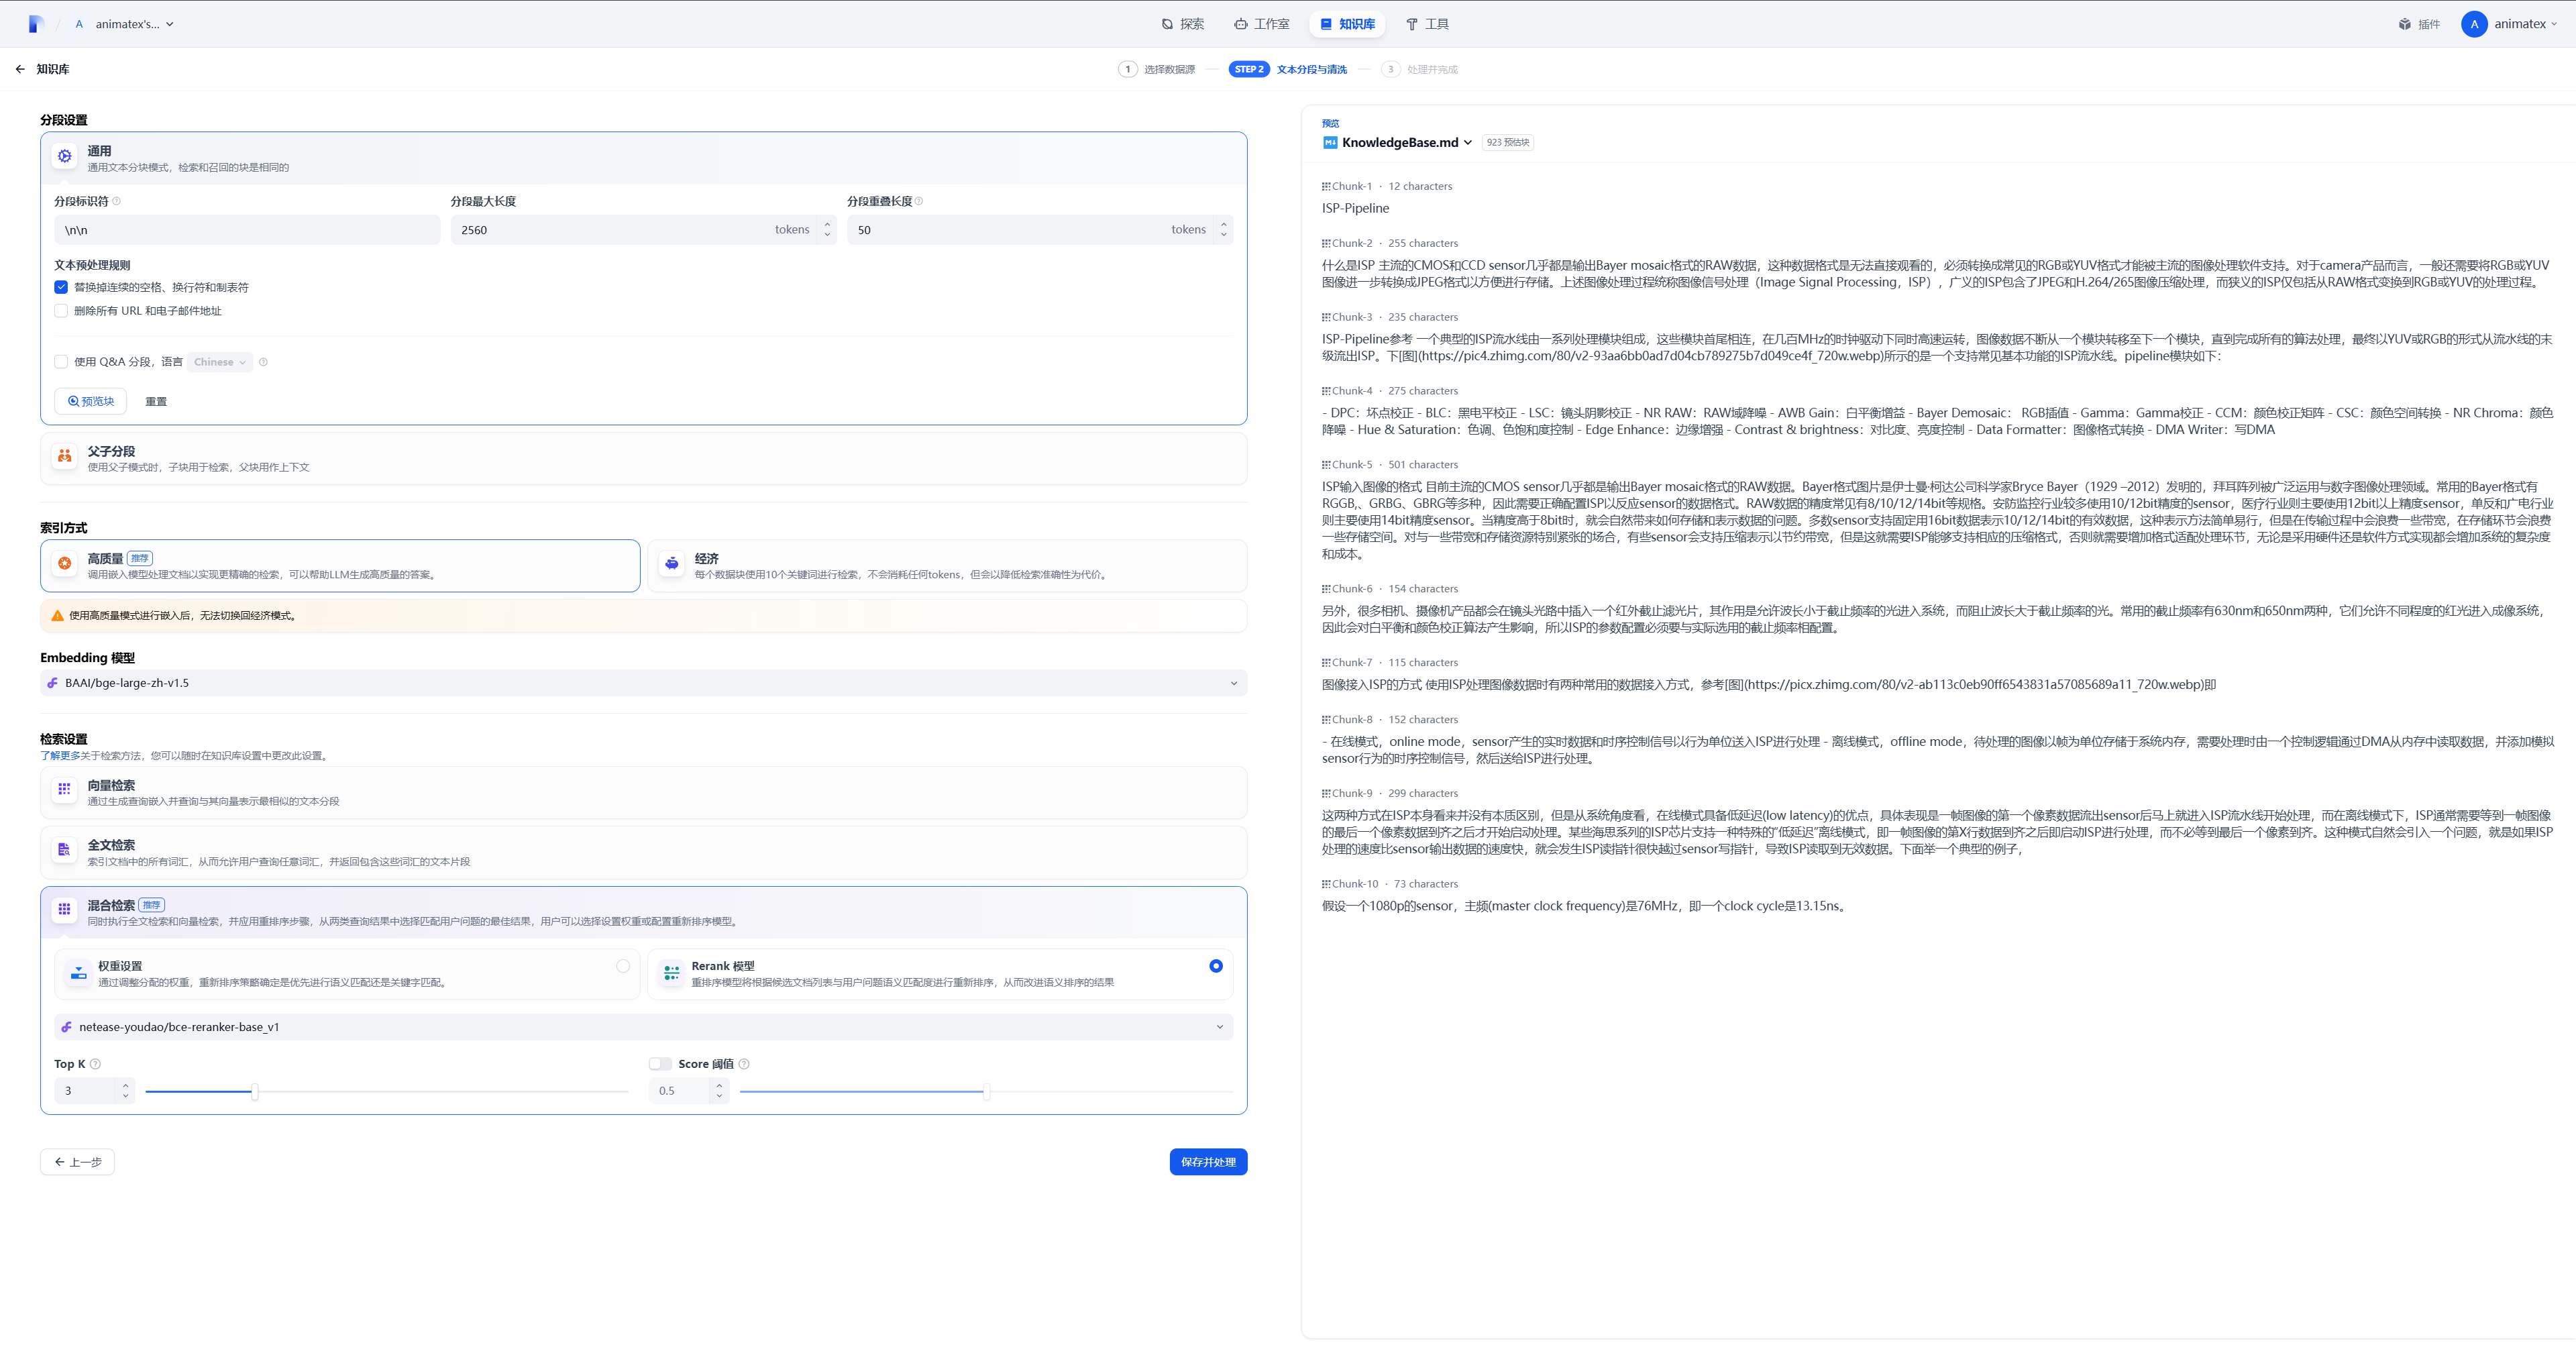 A animatex's...
探索
工作室
知识库
工具
插件
A animatex
知识库
1 选择数据源
STEP 2 文本分段与清洗
3 处理并完成
分段设置
通用
通用文本分块模式，检索和召回的块是相同的
分段标识符
分段最大长度
分段重叠长度
\n\n
2560 tokens
50 tokens
文本预处理规则
替换掉连续的空格、换行符和制表符
删除所有 URL 和电子邮件地址
使用 Q&A 分段，语言 Chinese
预览块
重置
父子分段
使用父子模式时，子块用于检索，父块用作上下文
索引方式
高质量 推荐
调用嵌入模型处理文档以实现更精确的检索，可以帮助LLM生成高质量的答案。
经济
每个数据块使用10个关键词进行检索，不会消耗任何tokens，但会以降低检索准确性为代价。
使用高质量模式进行嵌入后，无法切换回经济模式。
Embedding 模型
BAAI/bge-large-zh-v1.5
检索设置
了解更多关于检索方法，您可以随时在知识库设置中更改此设置。
向量检索
通过生成查询嵌入并查询与其向量表示最相似的文本分段
全文检索
索引文档中的所有词汇，从而允许用户查询任意词汇，并返回包含这些词汇的文本片段
混合检索 推荐
同时执行全文检索和向量检索，并应用重排序步骤，从两类查询结果中选择匹配用户问题的最佳结果，用户可以选择设置权重或配置重新排序模型。
权重设置
通过调整分配的权重，重新排序策略确定是优先进行语义匹配还是关键字匹配。
Rerank 模型
重排序模型将根据候选文档列表与用户问题语义匹配度进行重新排序，从而改进语义排序的结果
netease-youdao/bce-reranker-base_v1
Top K
Score 阈值
3
0.5
上一步
保存并处理
预览
KnowledgeBase.md 923 预估块
Chunk-1 · 12 characters
ISP-Pipeline
Chunk-2 · 255 characters
什么是ISP 主流的CMOS和CCD sensor几乎都是输出Bayer mosaic格式的RAW数据，这种数据格式是无法直接观看的，必须转换成常见的RGB或YUV格式才能被主流的图像处理软件支持。对于camera产品而言，一般还需要将RGB或YUV
图像进一步转换成JPEG格式以方便进行存储。上述图像处理过程统称图像信号处理（Image Signal Processing，ISP），广义的ISP包含了JPEG和H.264/265图像压缩处理，而狭义的ISP仅包括从RAW格式变换到RGB或YUV的处理过程。
Chunk-3 · 235 characters
ISP-Pipeline参考 一个典型的ISP流水线由一系列处理模块组成，这些模块首尾相连，在几百MHz的时钟驱动下同时高速运转，图像数据不断从一个模块转移至下一个模块，直到完成所有的算法处理，最终以YUV或RGB的形式从流水线的末
级流出ISP。下[图](https://pic4.zhimg.com/80/v2-93aa6bb0ad7d04cb789275b7d049ce4f_720w.webp)所示的是一个支持常见基本功能的ISP流水线。pipeline模块如下：
Chunk-4 · 275 characters
- DPC：坏点校正 - BLC：黑电平校正 - LSC：镜头阴影校正 - NR RAW：RAW域降噪 - AWB Gain：白平衡增益 - Bayer Demosaic： RGB插值 - Gamma：Gamma校正 - CCM：颜色校正矩阵 - CSC：颜色空间转换 - NR Chroma：颜色
降噪 - Hue & Saturation：色调、色饱和度控制 - Edge Enhance：边缘增强 - Contrast & brightness：对比度、亮度控制 - Data Formatter：图像格式转换 - DMA Writer：写DMA
Chunk-5 · 501 characters
ISP输入图像的格式 目前主流的CMOS sensor几乎都是输出Bayer mosaic格式的RAW数据。Bayer格式图片是伊士曼·柯达公司科学家Bryce Bayer（1929 –2012）发明的，拜耳阵列被广泛运用与数字图像处理领域。常用的Bayer格式有
RGGB,、GRBG、GBRG等多种，因此需要正确配置ISP以反应sensor的数据格式。RAW数据的精度常见有8/10/12/14bit等规格。安防监控行业较多使用10/12bit精度的sensor，医疗行业则主要使用12bit以上精度sensor，单反和广电行业
则主要使用14bit精度sensor。当精度高于8bit时，就会自然带来如何存储和表示数据的问题。多数sensor支持固定用16bit数据表示10/12/14bit的有效数据，这种表示方法简单易行，但是在传输过程中会浪费一些带宽，在存储环节会浪费
一些存储空间。对与一些带宽和存储资源特别紧张的场合，有些sensor会支持压缩表示以节约带宽，但是这就需要ISP能够支持相应的压缩格式，否则就需要增加格式适配处理环节，无论是采用硬件还是软件方式实现都会增加系统的复杂度
和成本。
Chunk-6 · 154 characters
另外，很多相机、摄像机产品都会在镜头光路中插入一个红外截止滤光片，其作用是允许波长小于截止频率的光进入系统，而阻止波长大于截止频率的光。常用的截止频率有630nm和650nm两种，它们允许不同程度的红光进入成像系统，
因此会对白平衡和颜色校正算法产生影响，所以ISP的参数配置必须要与实际选用的截止频率相配置。
Chunk-7 · 115 characters
图像接入ISP的方式 使用ISP处理图像数据时有两种常用的数据接入方式，参考[图](https://picx.zhimg.com/80/v2-ab113c0eb90ff6543831a57085689a11_720w.webp)即
Chunk-8 · 152 characters
- 在线模式，online mode，sensor产生的实时数据和时序控制信号以行为单位送入ISP进行处理 - 离线模式，offline mode，待处理的图像以帧为单位存储于系统内存，需要处理时由一个控制逻辑通过DMA从内存中读取数据，并添加模拟
sensor行为的时序控制信号，然后送给ISP进行处理。
Chunk-9 · 299 characters
这两种方式在ISP本身看来并没有本质区别，但是从系统角度看，在线模式具备低延迟(low latency)的优点，具体表现是一帧图像的第一个像素数据流出sensor后马上就进入ISP流水线开始处理，而在离线模式下，ISP通常需要等到一帧图像
的最后一个像素数据到齐之后才开始启动处理。某些海思系列的ISP芯片支持一种特殊的“低延迟”离线模式，即一帧图像的第X行数据到齐之后即启动ISP进行处理，而不必等到最后一个像素到齐。这种模式自然会引入一个问题，就是如果ISP
处理的速度比sensor输出数据的速度快，就会发生ISP读指针很快越过sensor写指针，导致ISP读取到无效数据。下面举一个典型的例子，
Chunk-10 · 73 characters
假设一个1080p的sensor，主频(master clock frequency)是76MHz，即一个clock cycle是13.15ns。